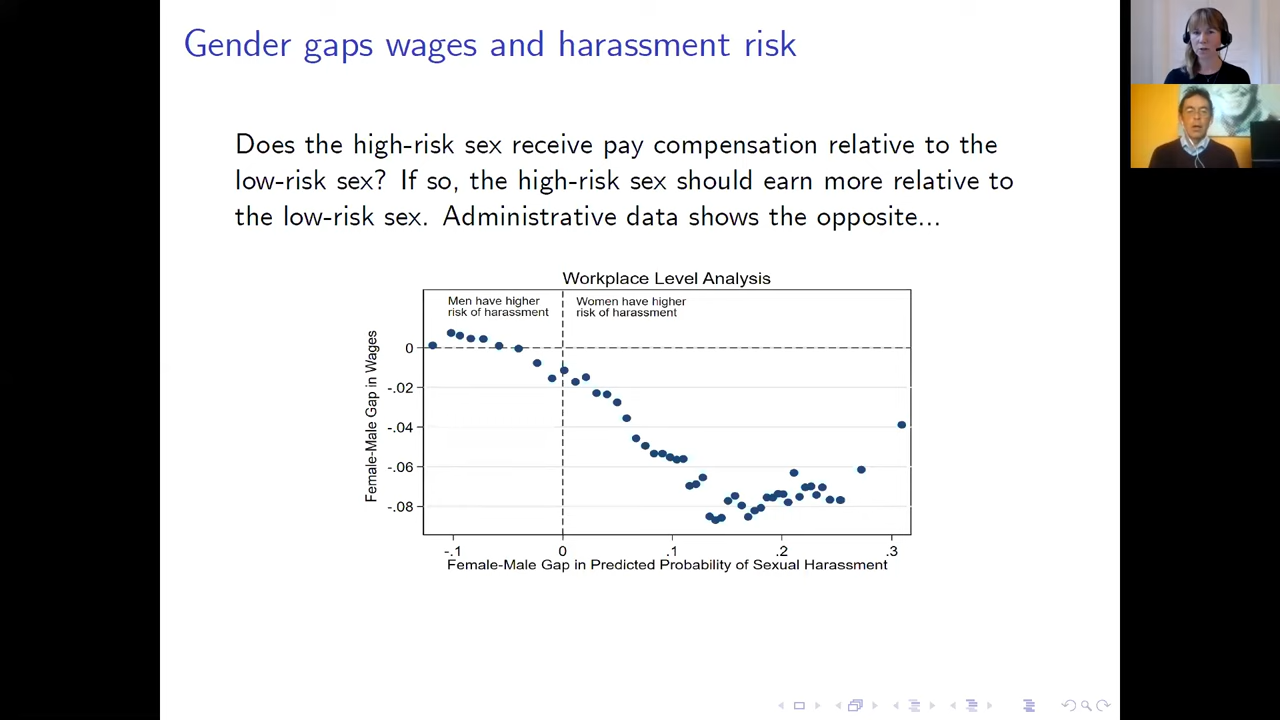 Gender gaps wages and harassment risk
Does the high-risk sex receive pay compensation relative to the
low-risk sex? If so, the high-risk sex should earn more relative to
the low-risk sex. Administrative data shows the opposite...
Workplace Level Analysis
Men have higher
risk of harassment
Women have higher
risk of harassment
Female-Male Gap in Wages
0
-.02
-.04
-.06
-.08
-.1
0
.1
.2
.3
Female-Male Gap in Predicted Probability of Sexual Harassment